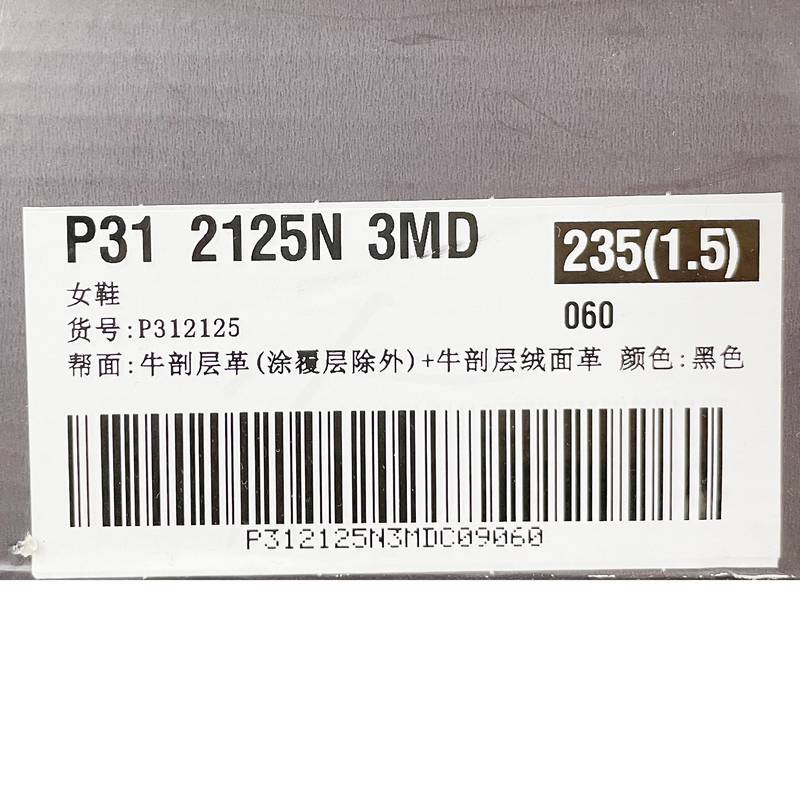 P31 2125N 3MD
235(1.5)
女鞋
060
货号:P312125
帮面:牛剖层革(涂覆层除外)+牛剖层绒面革 颜色:黑色
P312125N3MDC09060